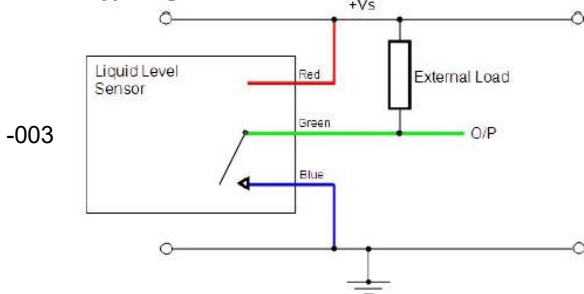 +Vs
Liquid Level
Sensor
Red
External Load
-003
Green
O/P
Blue